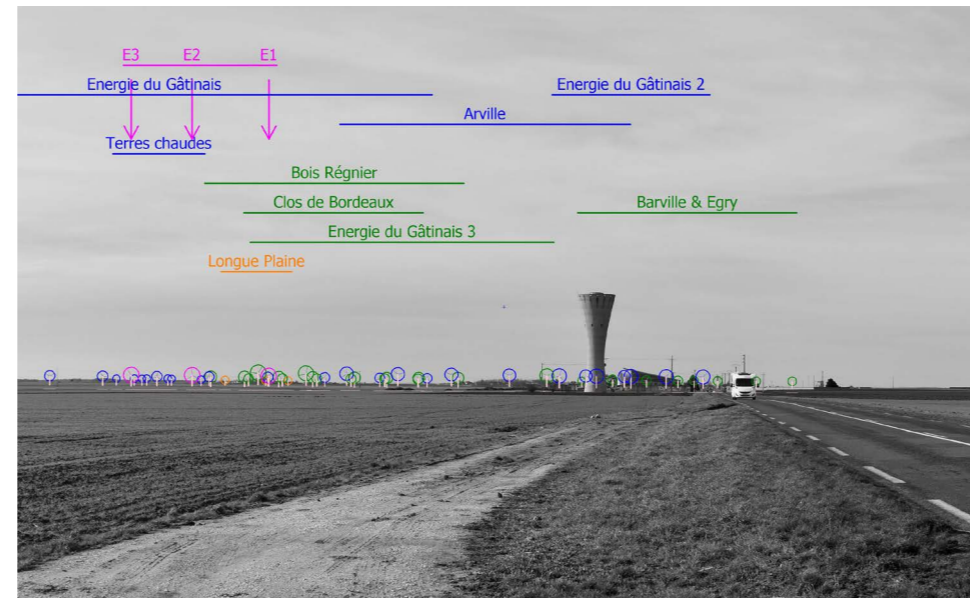 E3 E2 E1
Energie du Gâtinais Energie du Gâtinais 2
Arville
Terres chaudes
Bois Régnier
Clos de Bordeaux Barville & Egry
Energie du Gâtinais 3
Longue Plaine